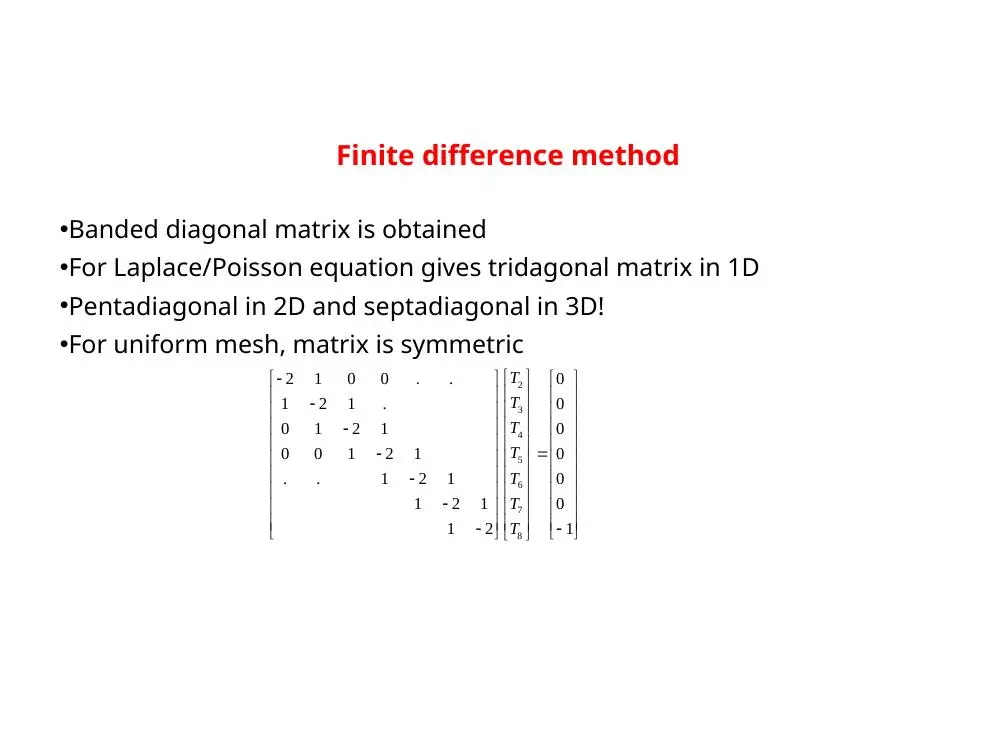 Finite difference method
•Banded diagonal matrix is obtained
•For Laplace/Poisson equation gives tridagonal matrix in 1D
•Pentadiagonal in 2D and septadiagonal in 3D!
•For uniform mesh, matrix is symmetric
-2 1 0 0 . . T2 0
1 -2 1 . T3 0
0 1 -2 1 T4 0
0 0 1 -2 1 T5 = 0
. . 1 -2 1 T6 0
1 -2 1 T7 0
1 -2 T8 -1